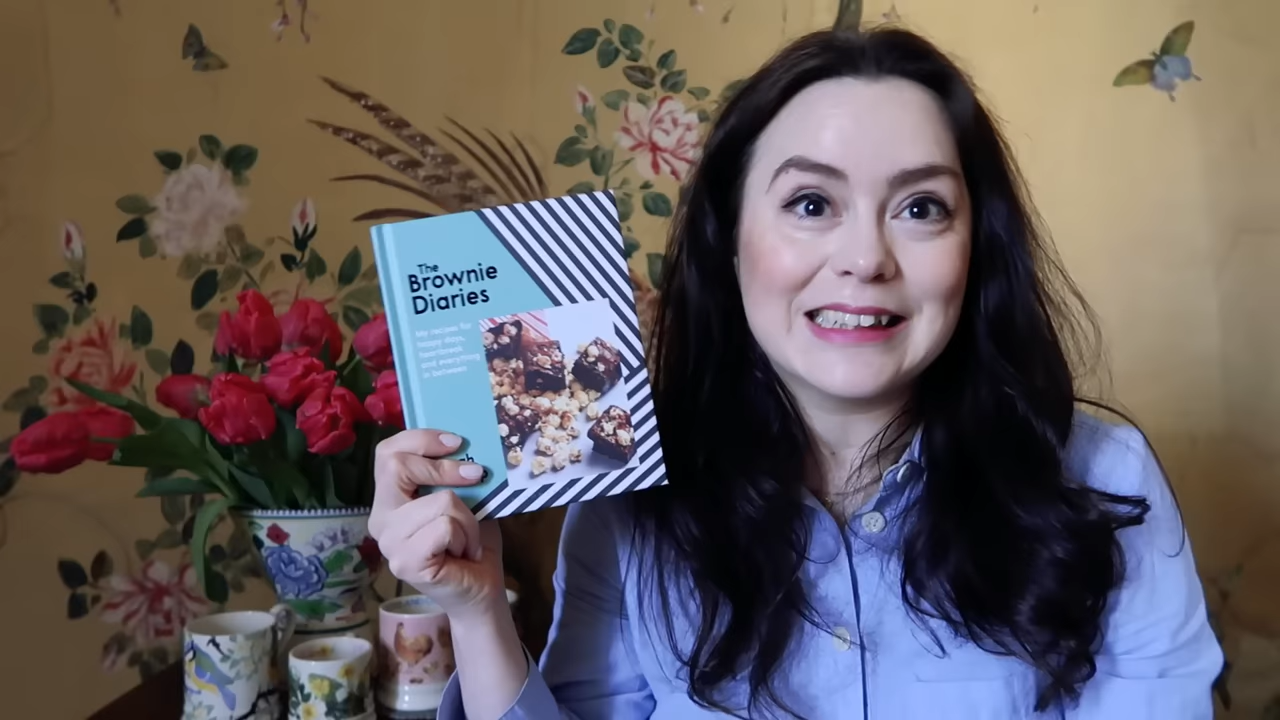 The
Brownie
Diaries
My recipes for
happy days,
heartbreak
and everything
in between